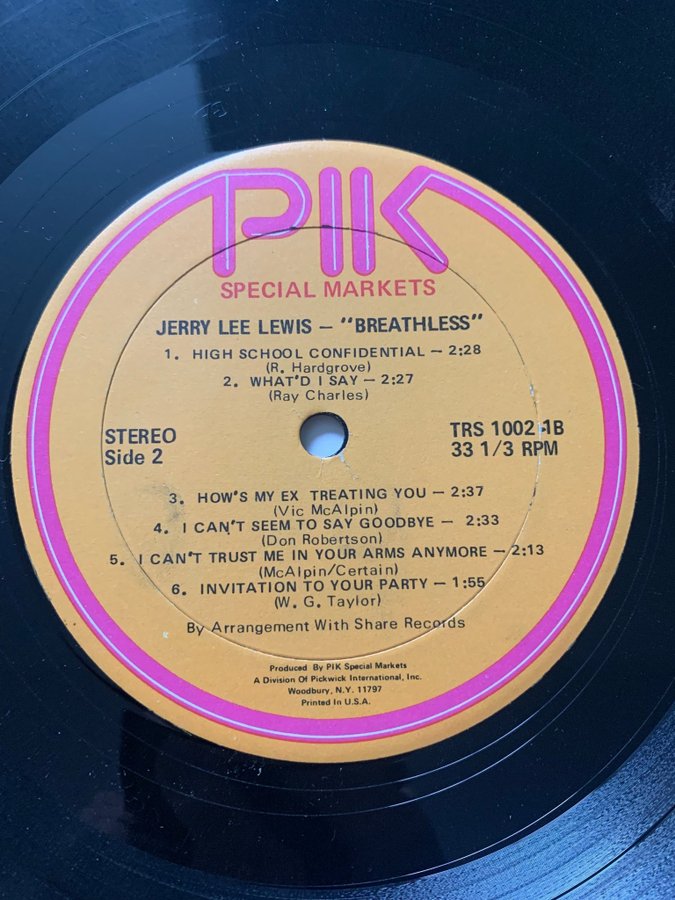 PIK
SPECIAL MARKETS
JERRY LEE LEWIS – "BREATHLESS"
1. HIGH SCHOOL CONFIDENTIAL – 2:28
(R. Hardgrove)
2. WHAT'D I SAY – 2:27
(Ray Charles)
STEREO
Side 2
TRS 1002 1B
33 1/3 RPM
3. HOW'S MY EX TREATING YOU – 2:37
(Vic McAlpin)
4. I CAN'T SEEM TO SAY GOODBYE – 2:33
(Don Robertson)
5. I CAN'T TRUST ME IN YOUR ARMS ANYMORE – 2:13
(McAlpin/Certain)
6. INVITATION TO YOUR PARTY – 1:55
(W. G. Taylor)
By Arrangement With Share Records
Produced By PIK Special Markets
A Division Of Pickwick International, Inc.
Woodbury, N.Y. 11797
Printed In U.S.A.